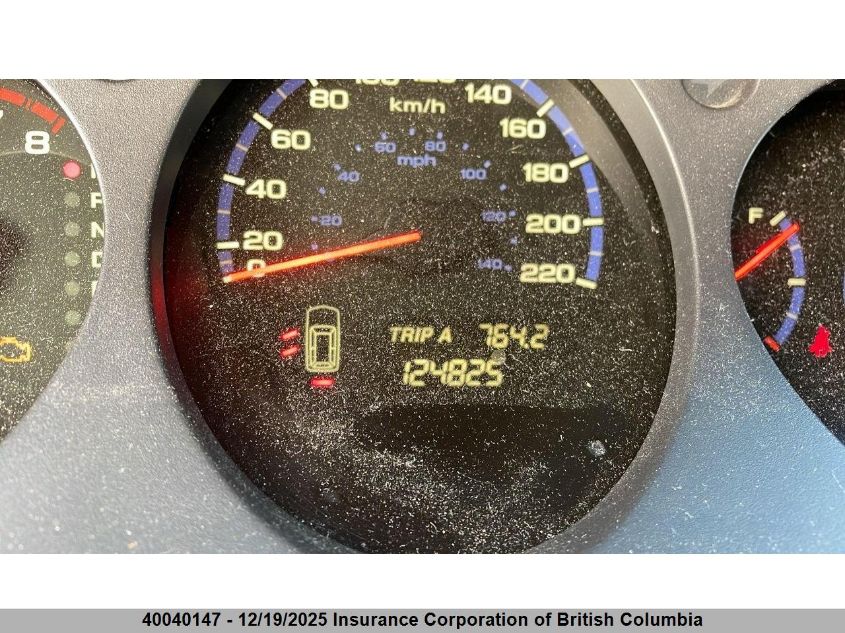 8
80 140
km/h
60 160
60 80
mph
40 100 180
40
20 120 200
20 F
0 140 220
N
TRIP A 764.2
124825
40040147 - 12/19/2025 Insurance Corporation of British Columbia